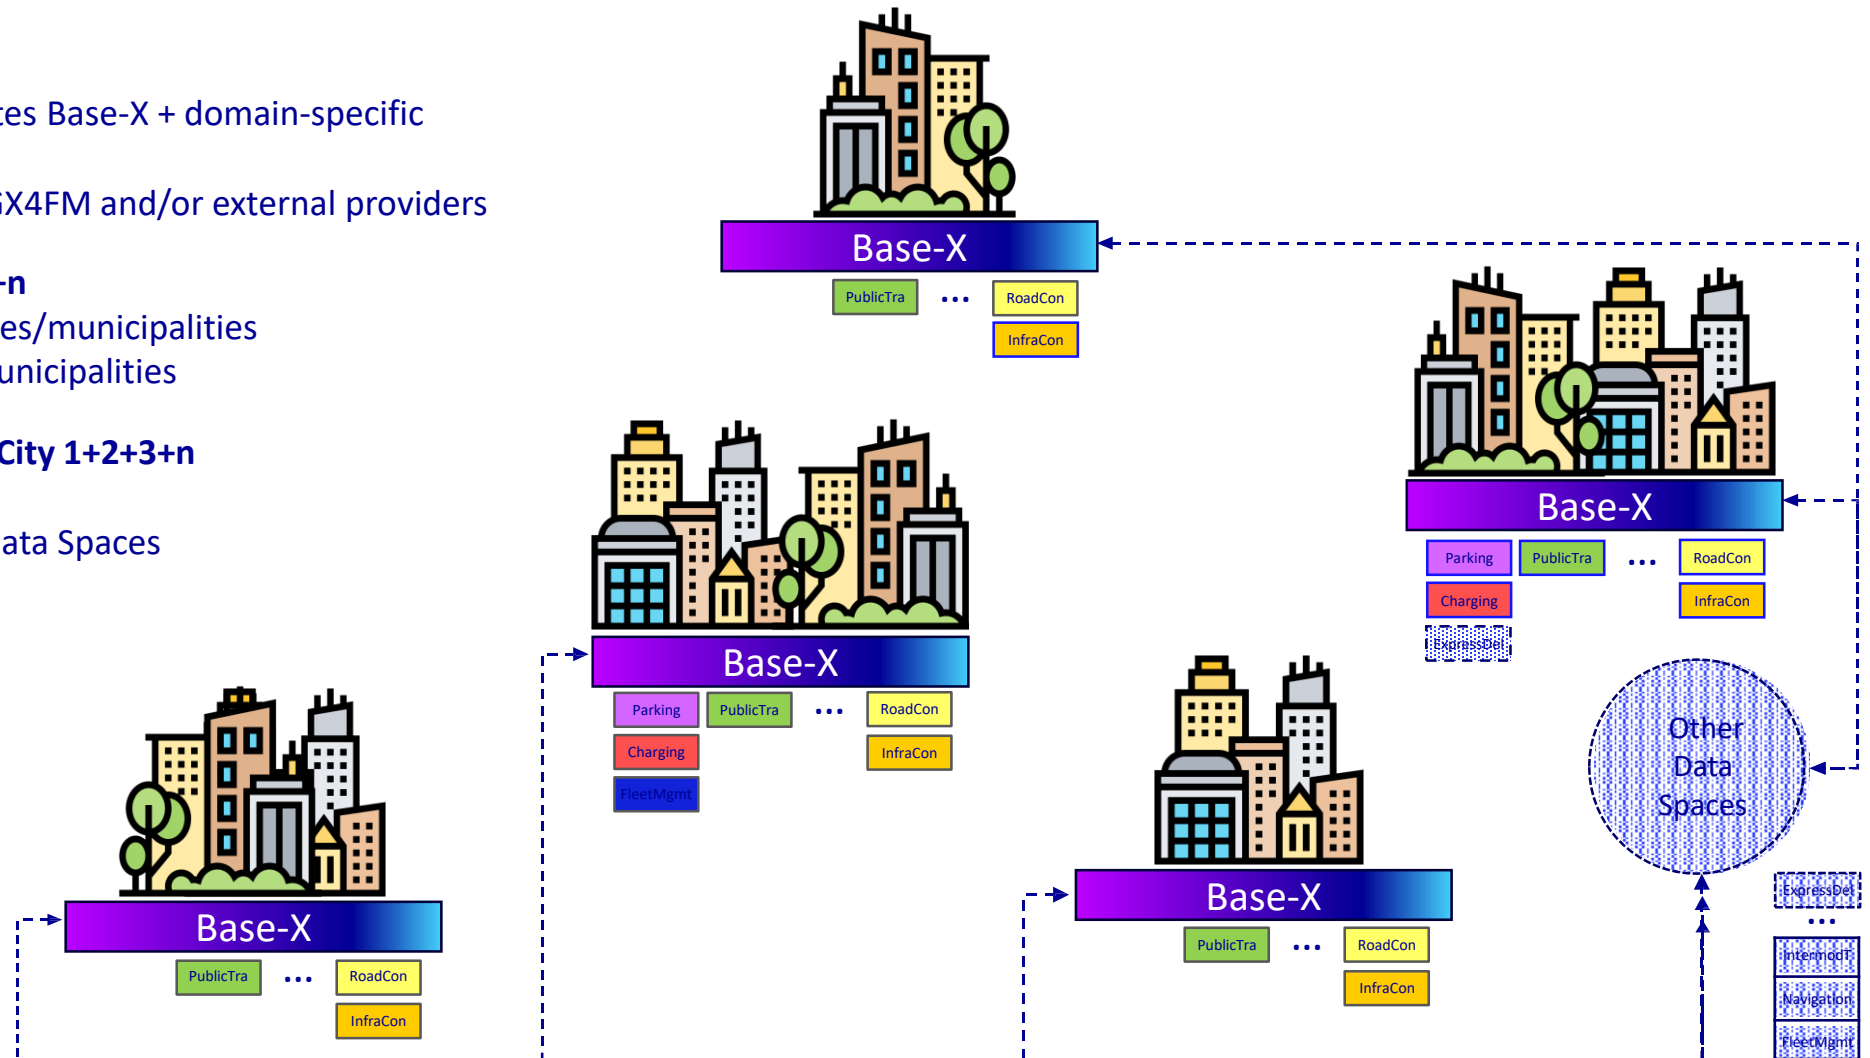 tes Base-X + domain-specific
GX4FM and/or external providers
+n
es/municipalities
unicipalities
City 1+2+3+n
ata Spaces
Base-X
PublicTra
...
RoadCon
InfraCon
Base-X
Parking
PublicTra
...
RoadCon
Charging
InfraCon
ExpressDel
Base-X
Parking
PublicTra
...
RoadCon
Charging
InfraCon
FleetMgmt
Other
Data
Spaces
Base-X
PublicTra
...
RoadCon
InfraCon
Base-X
PublicTra
...
RoadCon
InfraCon
ExpressDel
...
IntermodT
Navigation
FleetMgmt